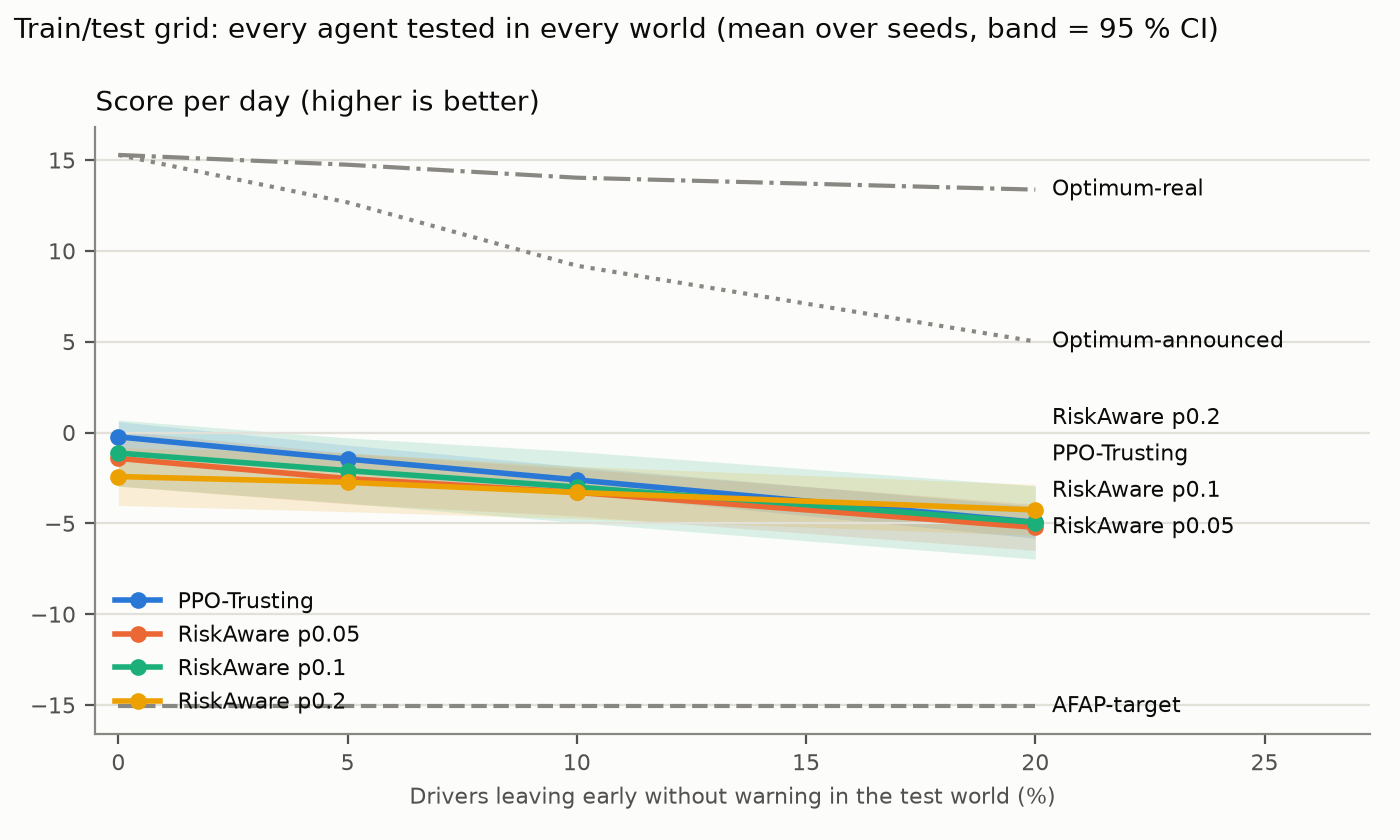 Train/test grid: every agent tested in every world (mean over seeds, band = 95 % CI)
Score per day (higher is better)
15
10
5
0
−5
−10
−15
Optimum-real
Optimum-announced
RiskAware p0.2
PPO-Trusting
RiskAware p0.1
RiskAware p0.05
AFAP-target
PPO-Trusting
RiskAware p0.05
RiskAware p0.1
RiskAware p0.2
0 5 10 15 20 25
Drivers leaving early without warning in the test world (%)